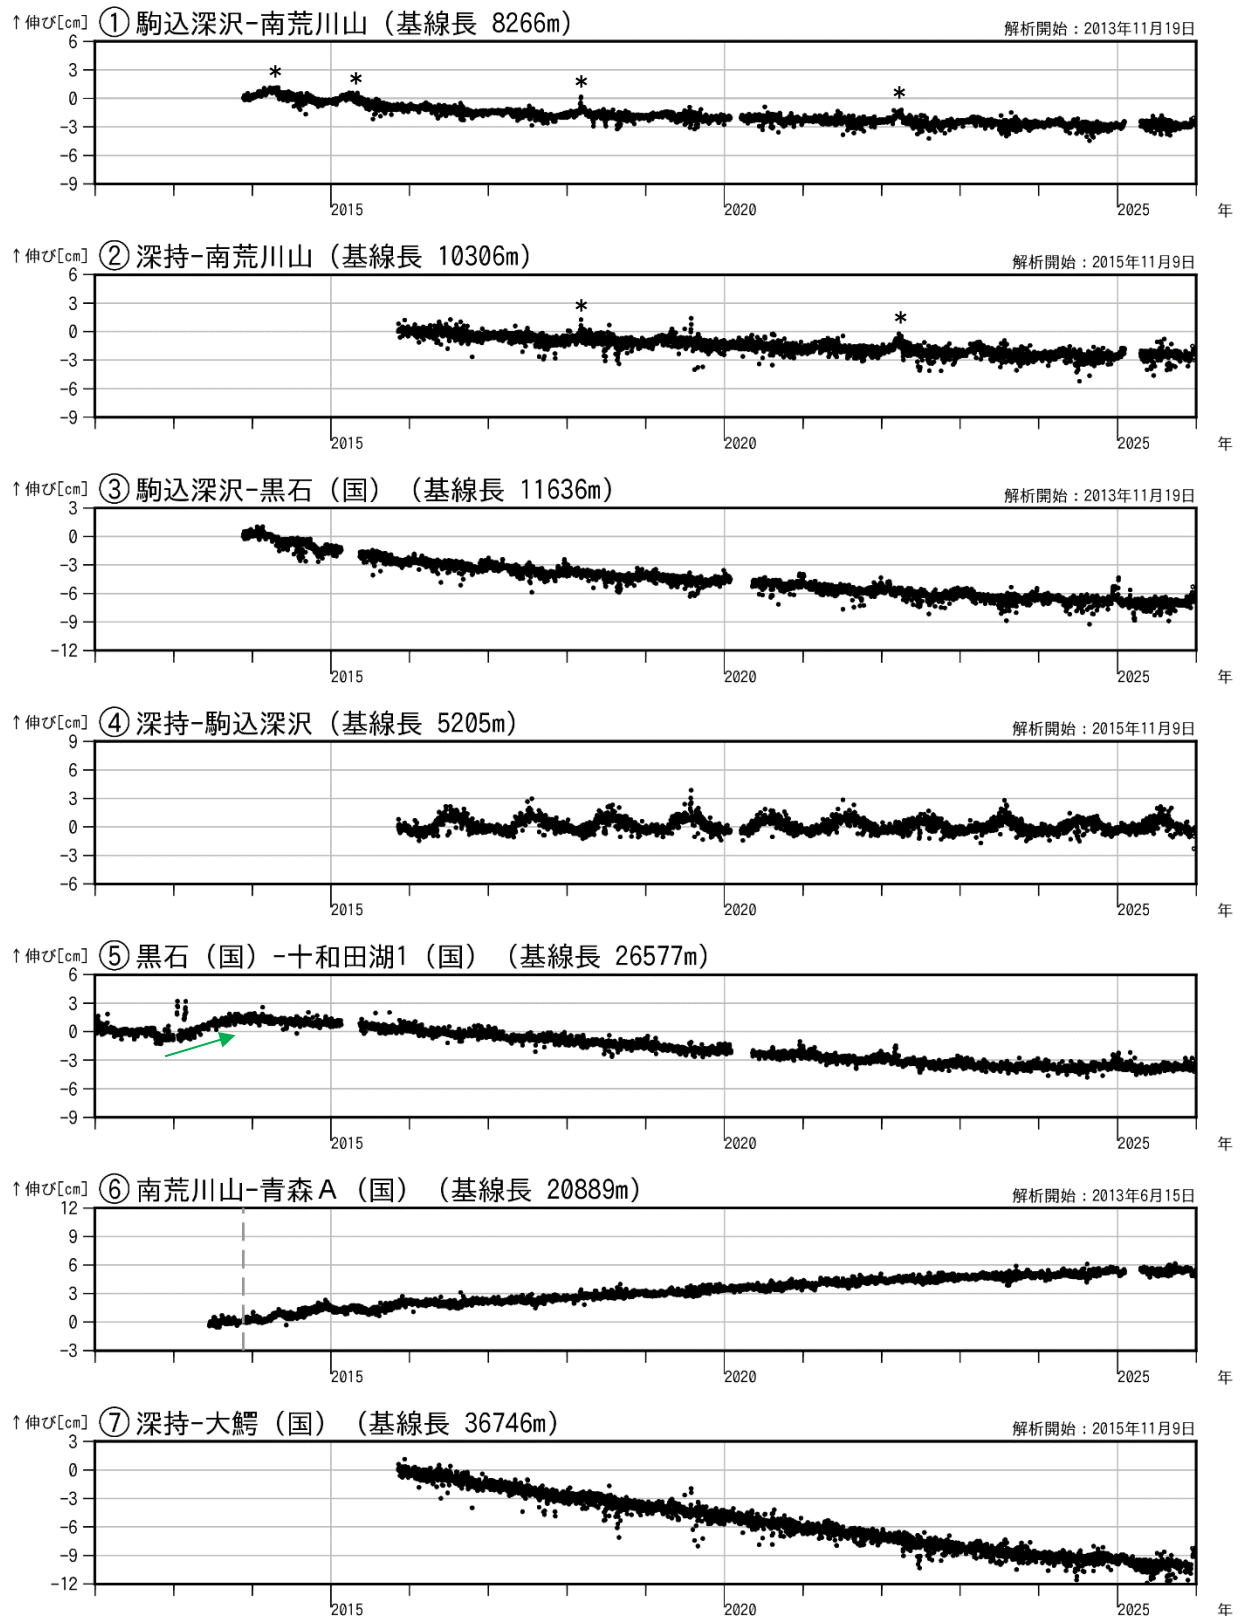 ↑伸び[cm] ①駒込深沢-南荒川山（基線長 8266m） 解析開始：2013年11月19日
6
3
0
-3
-6
-9
* * * *
2015 2020 2025 年
↑伸び[cm] ②深持-南荒川山（基線長 10306m） 解析開始：2015年11月9日
6
3
0
-3
-6
-9
* *
2015 2020 2025 年
↑伸び[cm] ③駒込深沢-黒石（国）（基線長 11636m） 解析開始：2013年11月19日
3
0
-3
-6
-9
-12
2015 2020 2025 年
↑伸び[cm] ④深持-駒込深沢（基線長 5205m） 解析開始：2015年11月9日
9
6
3
0
-3
-6
2015 2020 2025 年
↑伸び[cm] ⑤黒石（国）-十和田湖1（国）（基線長 26577m）
6
3
0
-3
-6
-9
2015 2020 2025 年
↑伸び[cm] ⑥南荒川山-青森Ａ（国）（基線長 20889m） 解析開始：2013年6月15日
12
9
6
3
0
-3
2015 2020 2025 年
↑伸び[cm] ⑦深持-大鰐（国）（基線長 36746m） 解析開始：2015年11月9日
3
0
-3
-6
-9
-12
2015 2020 2025 年